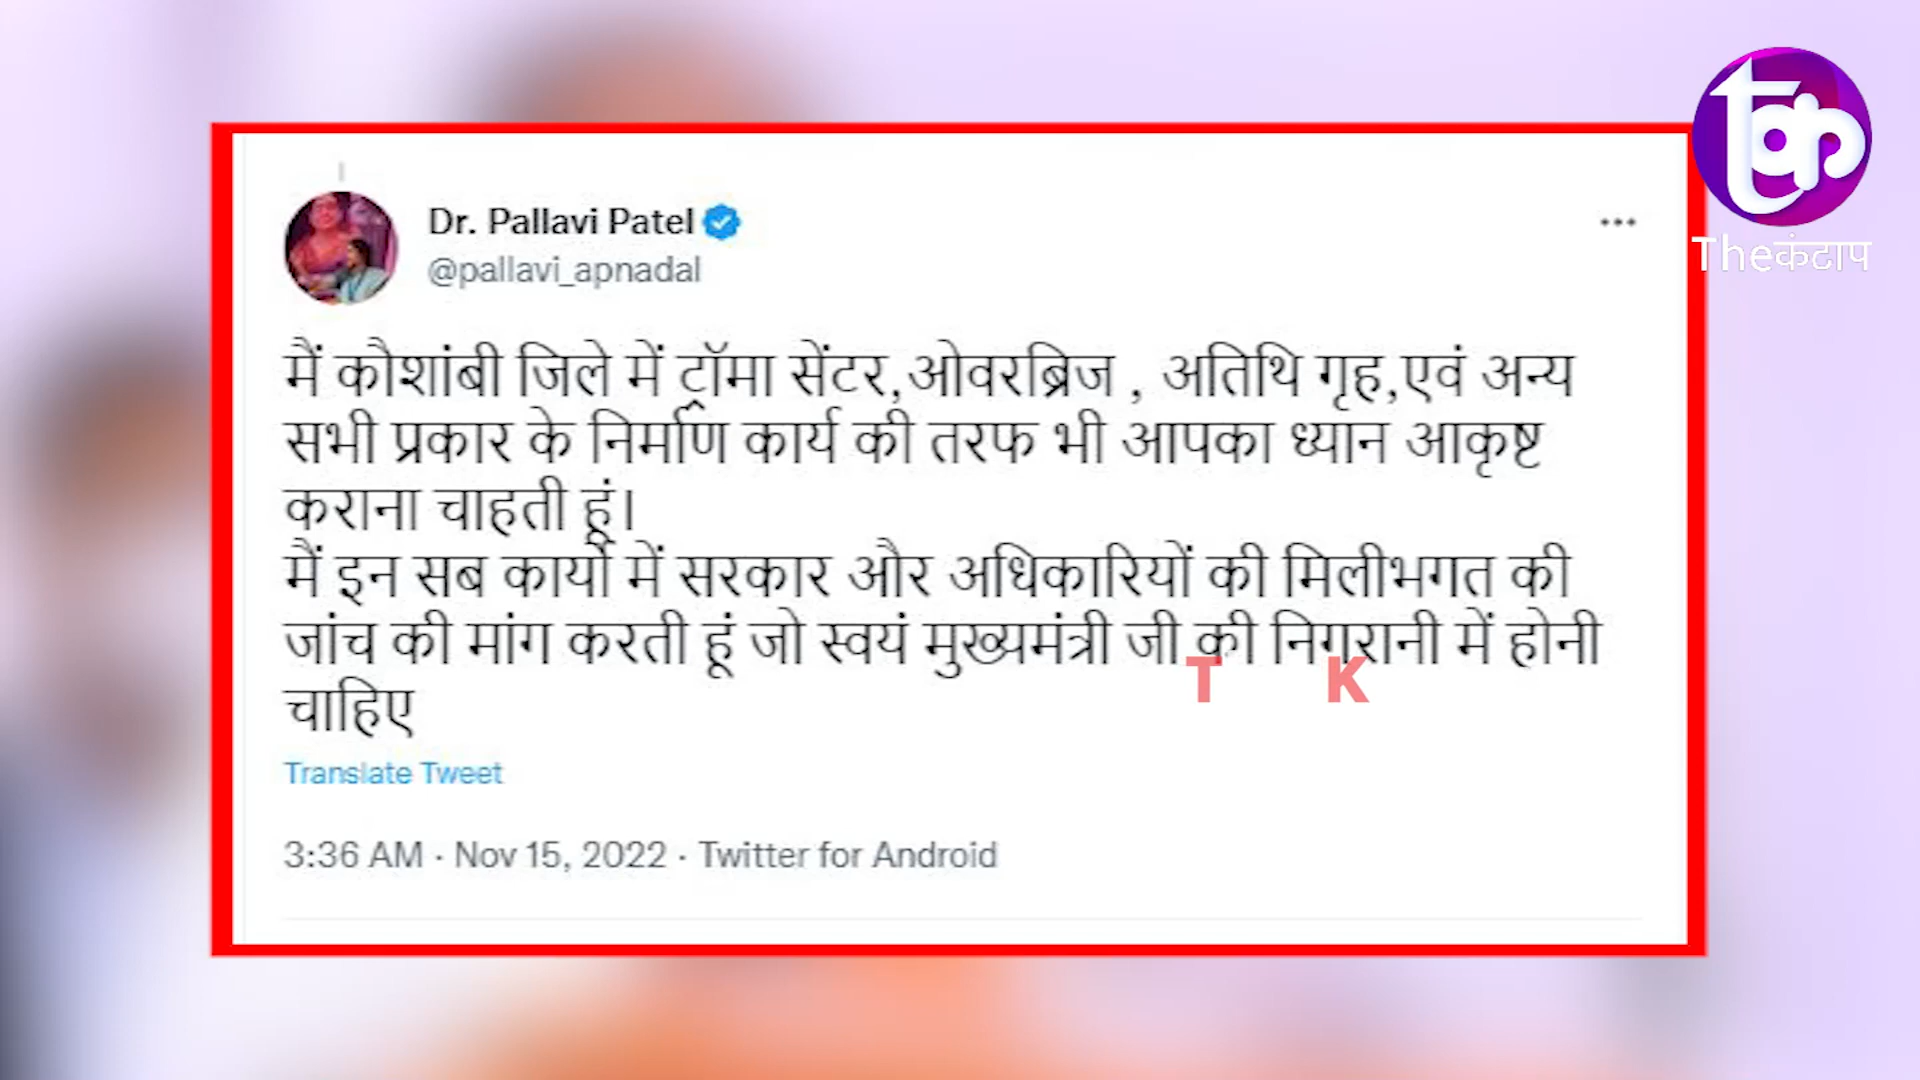 Dr. Pallavi Patel
@pallavi_apnadal
मैं कौशांबी जिले में ट्रॉमा सेंटर,ओवरब्रिज , अतिथि गृह,एवं अन्य
सभी प्रकार के निर्माण कार्य की तरफ भी आपका ध्यान आकृष्ट
कराना चाहती हूं।
मैं इन सब कार्यो में सरकार और अधिकारियों की मिलीभगत की
जांच की मांग करती हूं जो स्वयं मुख्यमंत्री जी की निगरानी में होनी
चाहिए
Translate Tweet
3:36 AM · Nov 15, 2022 · Twitter for Android
T K
Theकंटाप